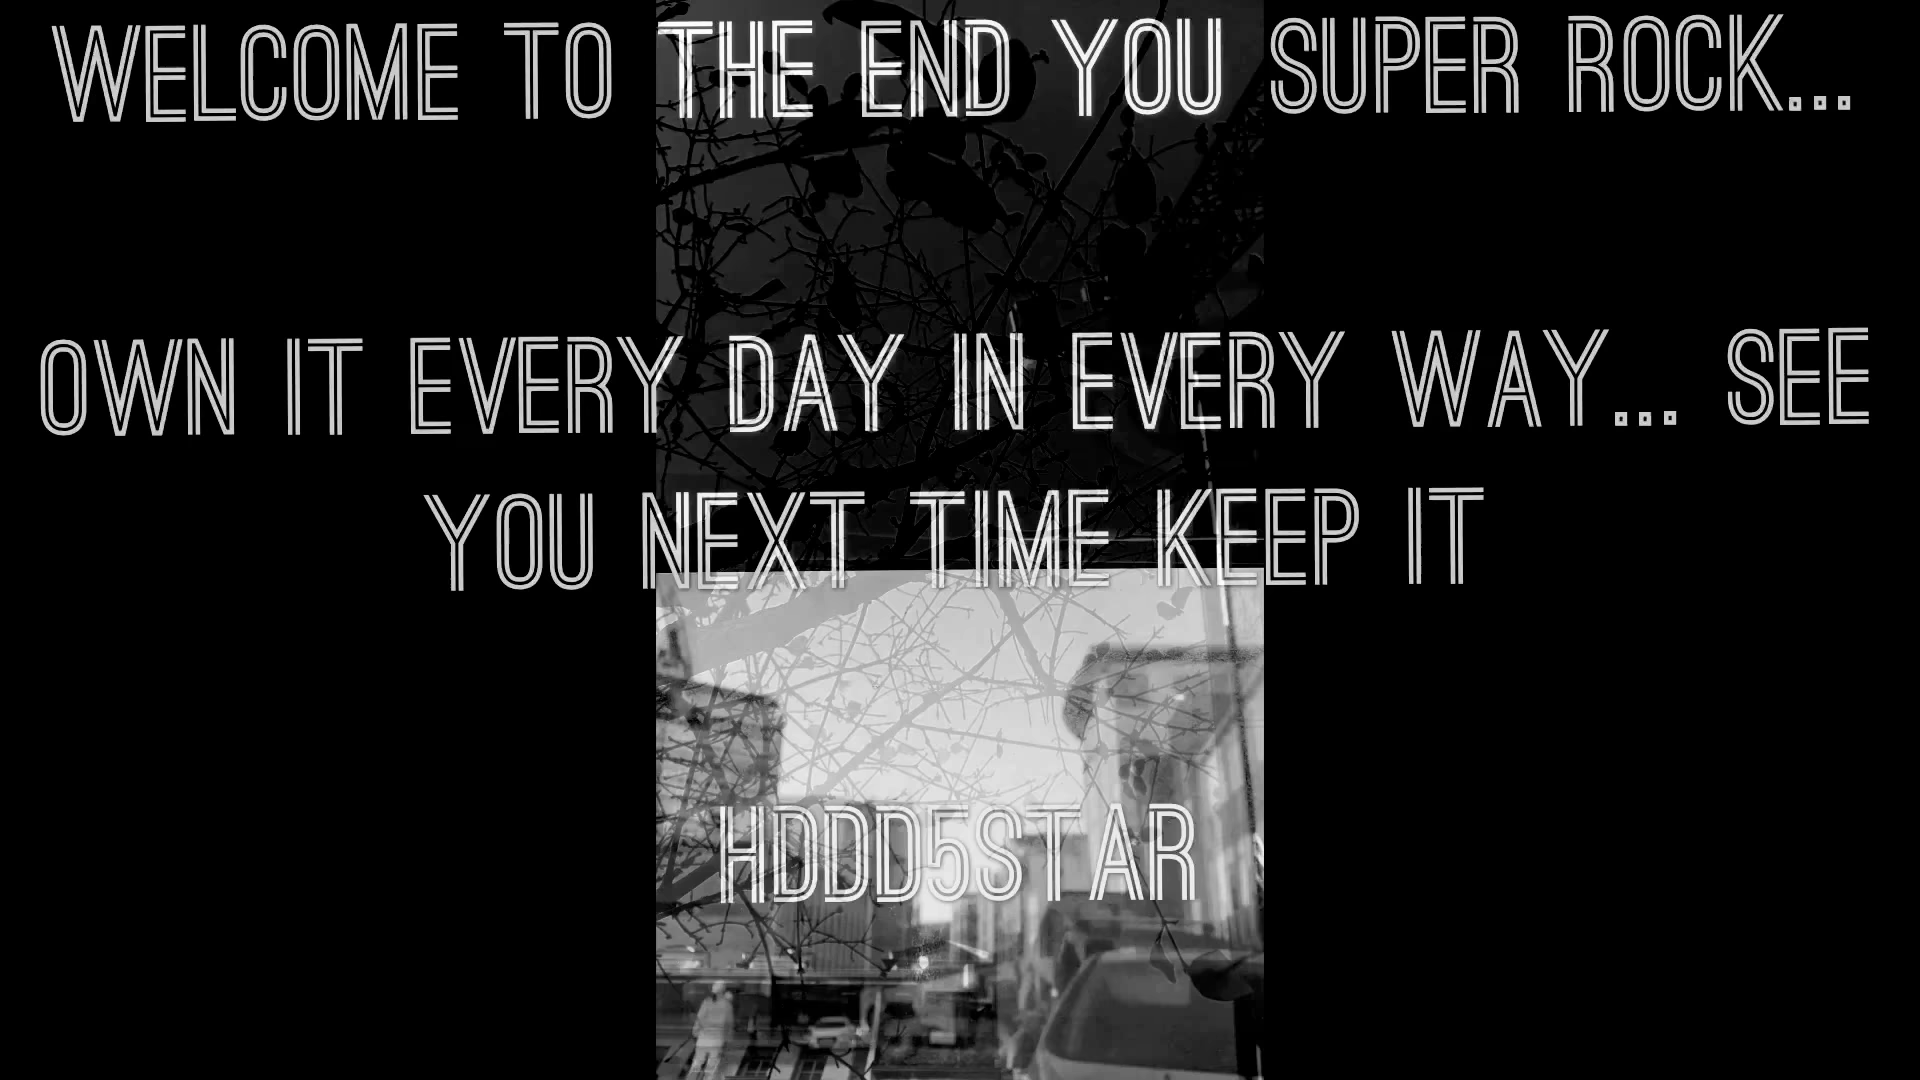 WELCOME TO THE END YOU SUPER ROCK...
OWN IT EVERY DAY IN EVERY WAY... SEE
YOU NEXT TIME KEEP IT
HDDD5STAR